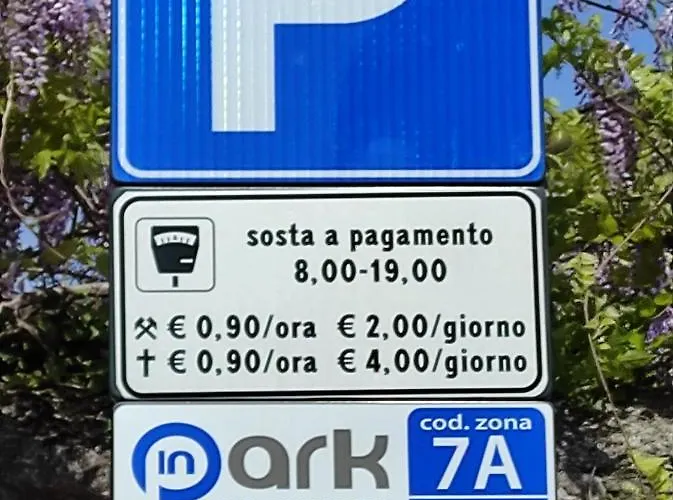 P
sosta a pagamento
8,00-19,00
⚒ € 0,90/ora € 2,00/giorno
✝ € 0,90/ora € 4,00/giorno
inPark
cod. zona
7A